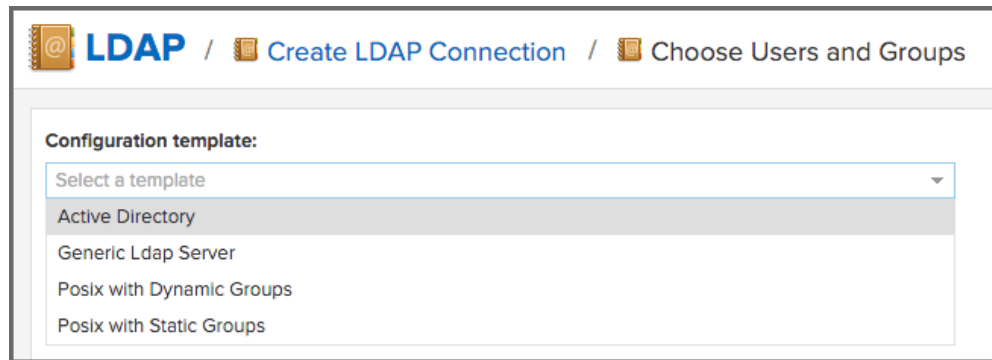 LDAP / Create LDAP Connection / Choose Users and Groups
Configuration template:
Select a template
Active Directory
Generic Ldap Server
Posix with Dynamic Groups
Posix with Static Groups